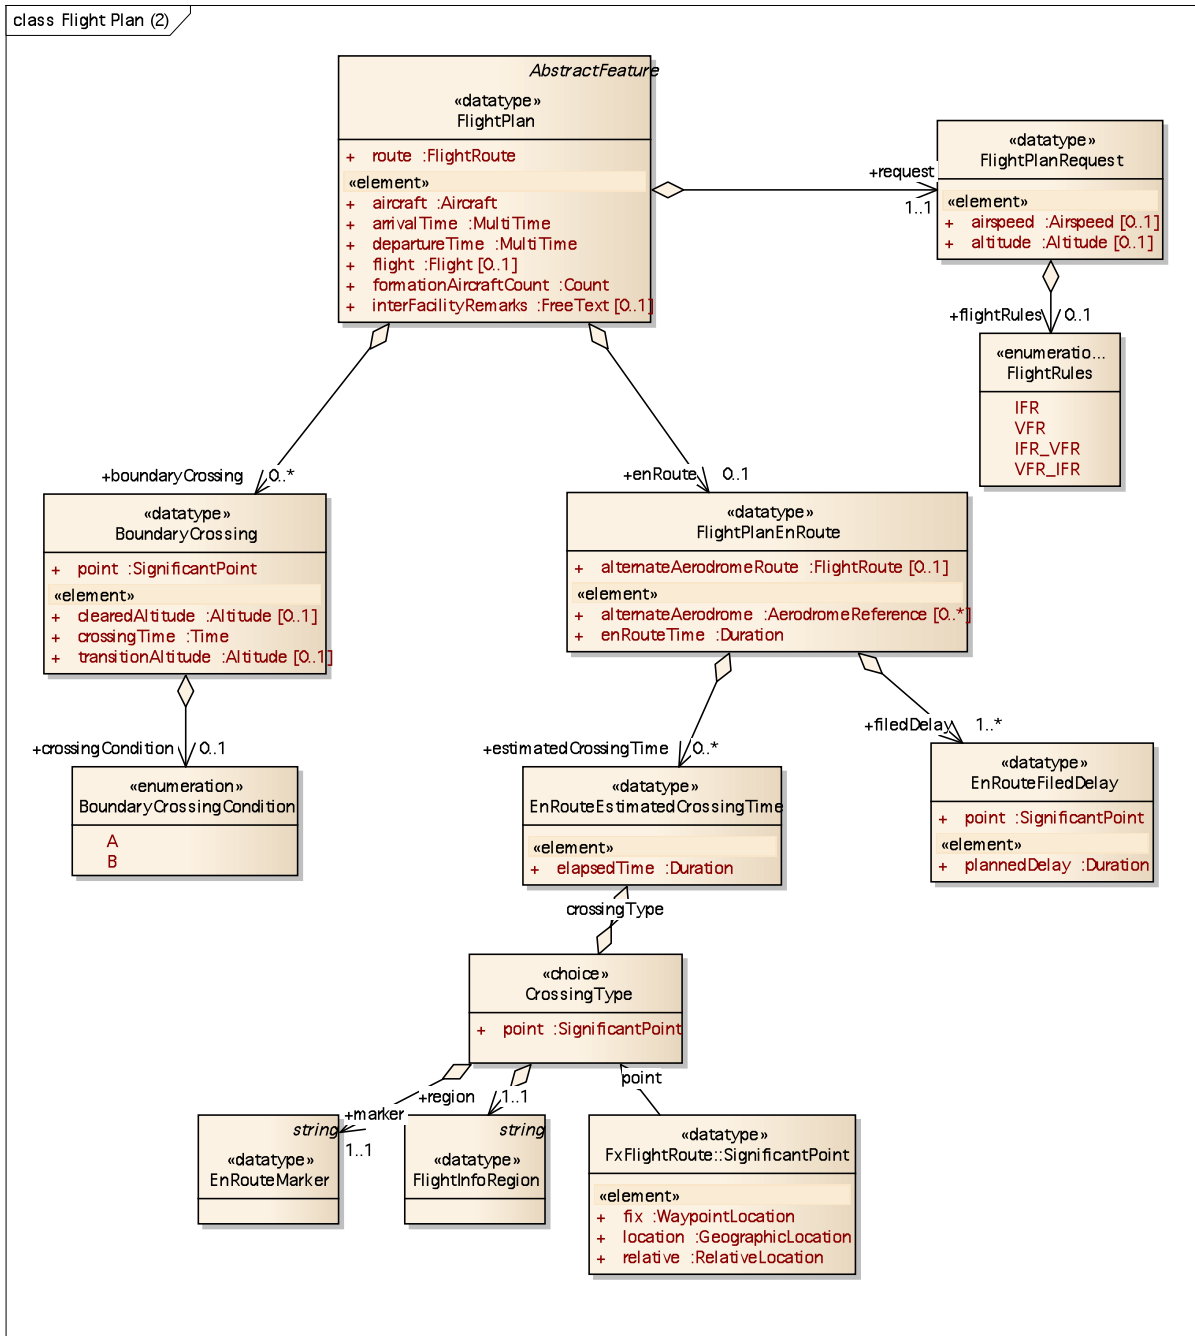 class Flight Plan (2)
AbstractFeature
«datatype»
FlightPlan
+ route :FlightRoute
«element»
+ aircraft :Aircraft
+ arrivalTime :MultiTime
+ departureTime :MultiTime
+ flight :Flight [0..1]
+ formationAircraftCount :Count
+ interFacilityRemarks :FreeText [0..1]
+request
1..1
«datatype»
FlightPlanRequest
«element»
+ airspeed :Airspeed [0..1]
+ altitude :Altitude [0..1]
+flightRules 0..1
«enumeratio...
FlightRules
IFR
VFR
IFR_VFR
VFR_IFR
+boundaryCrossing 0..*
«datatype»
BoundaryCrossing
+ point :SignificantPoint
«element»
+ clearedAltitude :Altitude [0..1]
+ crossingTime :Time
+ transitionAltitude :Altitude [0..1]
+crossingCondition 0..1
«enumeration»
BoundaryCrossingCondition
A
B
+enRoute 0..1
«datatype»
FlightPlanEnRoute
+ alternateAerodromeRoute :FlightRoute [0..1]
«element»
+ alternateAerodrome :AerodromeReference [0..*]
+ enRouteTime :Duration
+estimatedCrossingTime 0..*
«datatype»
EnRouteEstimatedCrossingTime
«element»
+ elapsedTime :Duration
+filedDelay 1..*
«datatype»
EnRouteFiledDelay
+ point :SignificantPoint
«element»
+ plannedDelay :Duration
crossingType
«choice»
CrossingType
+ point :SignificantPoint
+marker
1..1
string
«datatype»
EnRouteMarker
+region 1..1
string
«datatype»
FlightInfoRegion
point
«datatype»
FxFlightRoute::SignificantPoint
«element»
+ fix :WaypointLocation
+ location :GeographicLocation
+ relative :RelativeLocation